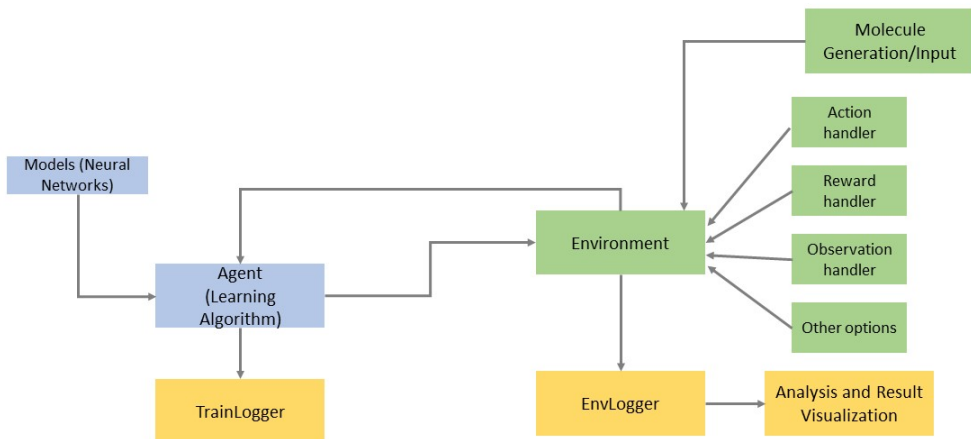 Molecule
Generation/Input
Action
handler
Models (Neural
Networks)
Reward
handler
Environment
Observation
handler
Agent
(Learning
Algorithm)
Other options
TrainLogger
EnvLogger
Analysis and Result
Visualization